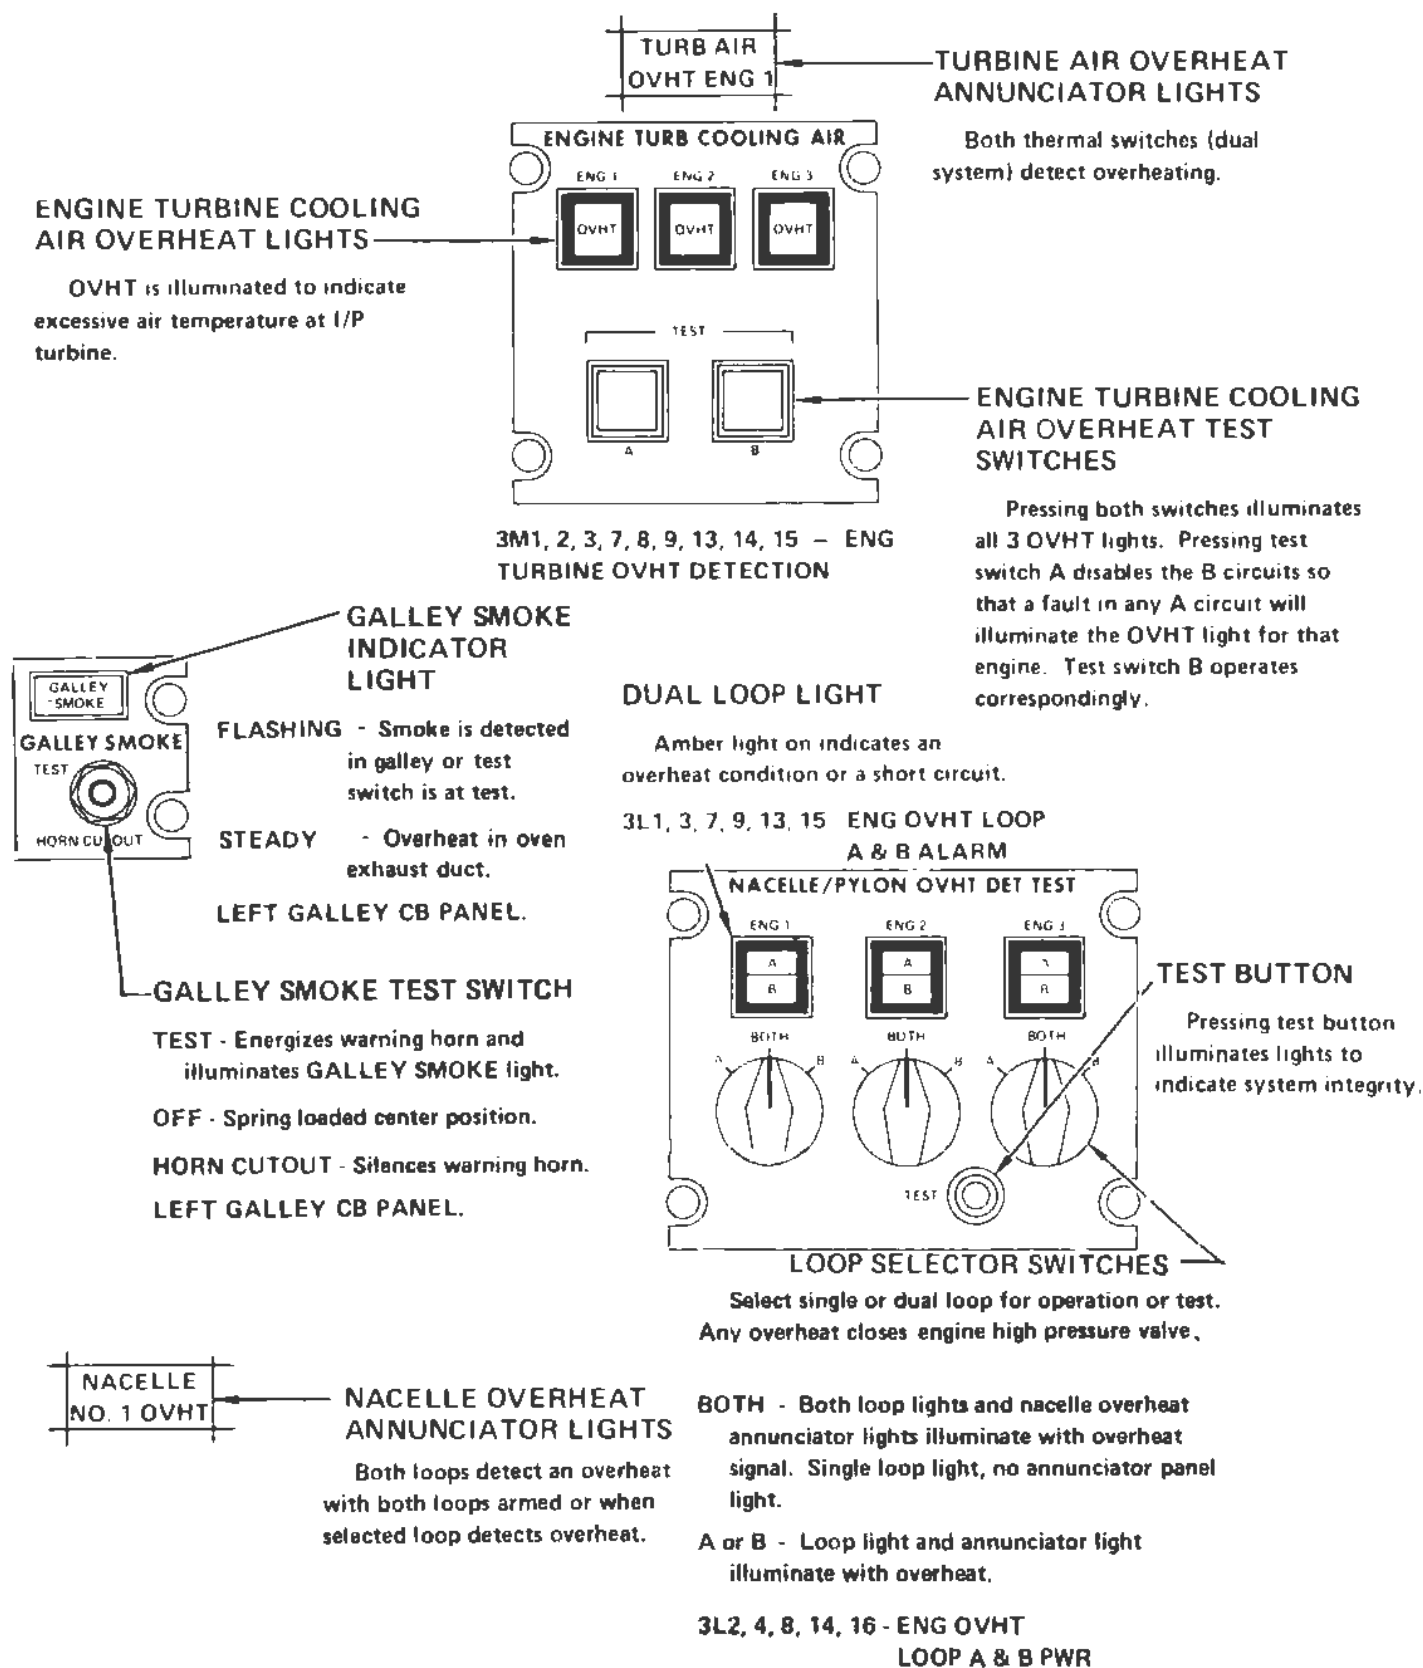 TURB AIR
OVHT ENG 1
TURBINE AIR OVERHEAT
ANNUNCIATOR LIGHTS
Both thermal switches (dual
system) detect overheating.
ENGINE TURB COOLING AIR
ENG 1 ENG 2 ENG 3
OVHT OVHT OVHT
ENGINE TURBINE COOLING
AIR OVERHEAT LIGHTS
OVHT is illuminated to indicate
excessive air temperature at I/P
turbine.
TEST
A B
ENGINE TURBINE COOLING
AIR OVERHEAT TEST
SWITCHES
Pressing both switches illuminates
all 3 OVHT lights. Pressing test
switch A disables the B circuits so
that a fault in any A circuit will
illuminate the OVHT light for that
engine. Test switch B operates
correspondingly.
3M1, 2, 3, 7, 8, 9, 13, 14, 15 – ENG
TURBINE OVHT DETECTION
GALLEY SMOKE
INDICATOR
LIGHT
GALLEY
SMOKE
GALLEY SMOKE
TEST
HORN CUTOUT
FLASHING - Smoke is detected
in galley or test
switch is at test.
STEADY - Overheat in oven
exhaust duct.
LEFT GALLEY CB PANEL.
GALLEY SMOKE TEST SWITCH
TEST - Energizes warning horn and
illuminates GALLEY SMOKE light.
OFF - Spring loaded center position.
HORN CUTOUT - Silences warning horn.
LEFT GALLEY CB PANEL.
DUAL LOOP LIGHT
Amber light on indicates an
overheat condition or a short circuit.
3L1, 3, 7, 9, 13, 15 ENG OVHT LOOP
A & B ALARM
NACELLE/PYLON OVHT DET TEST
ENG 1 ENG 2 ENG 3
A A A
B B B
BOTH BOTH BOTH
A B A B A B
TEST
TEST BUTTON
Pressing test button
illuminates lights to
indicate system integrity.
LOOP SELECTOR SWITCHES
Select single or dual loop for operation or test.
Any overheat closes engine high pressure valve.
BOTH - Both loop lights and nacelle overheat
annunciator lights illuminate with overheat
signal. Single loop light, no annunciator panel
light.
A or B - Loop light and annunciator light
illuminate with overheat.
3L2, 4, 8, 14, 16 - ENG OVHT
LOOP A & B PWR
NACELLE
NO. 1 OVHT
NACELLE OVERHEAT
ANNUNCIATOR LIGHTS
Both loops detect an overheat
with both loops armed or when
selected loop detects overheat.